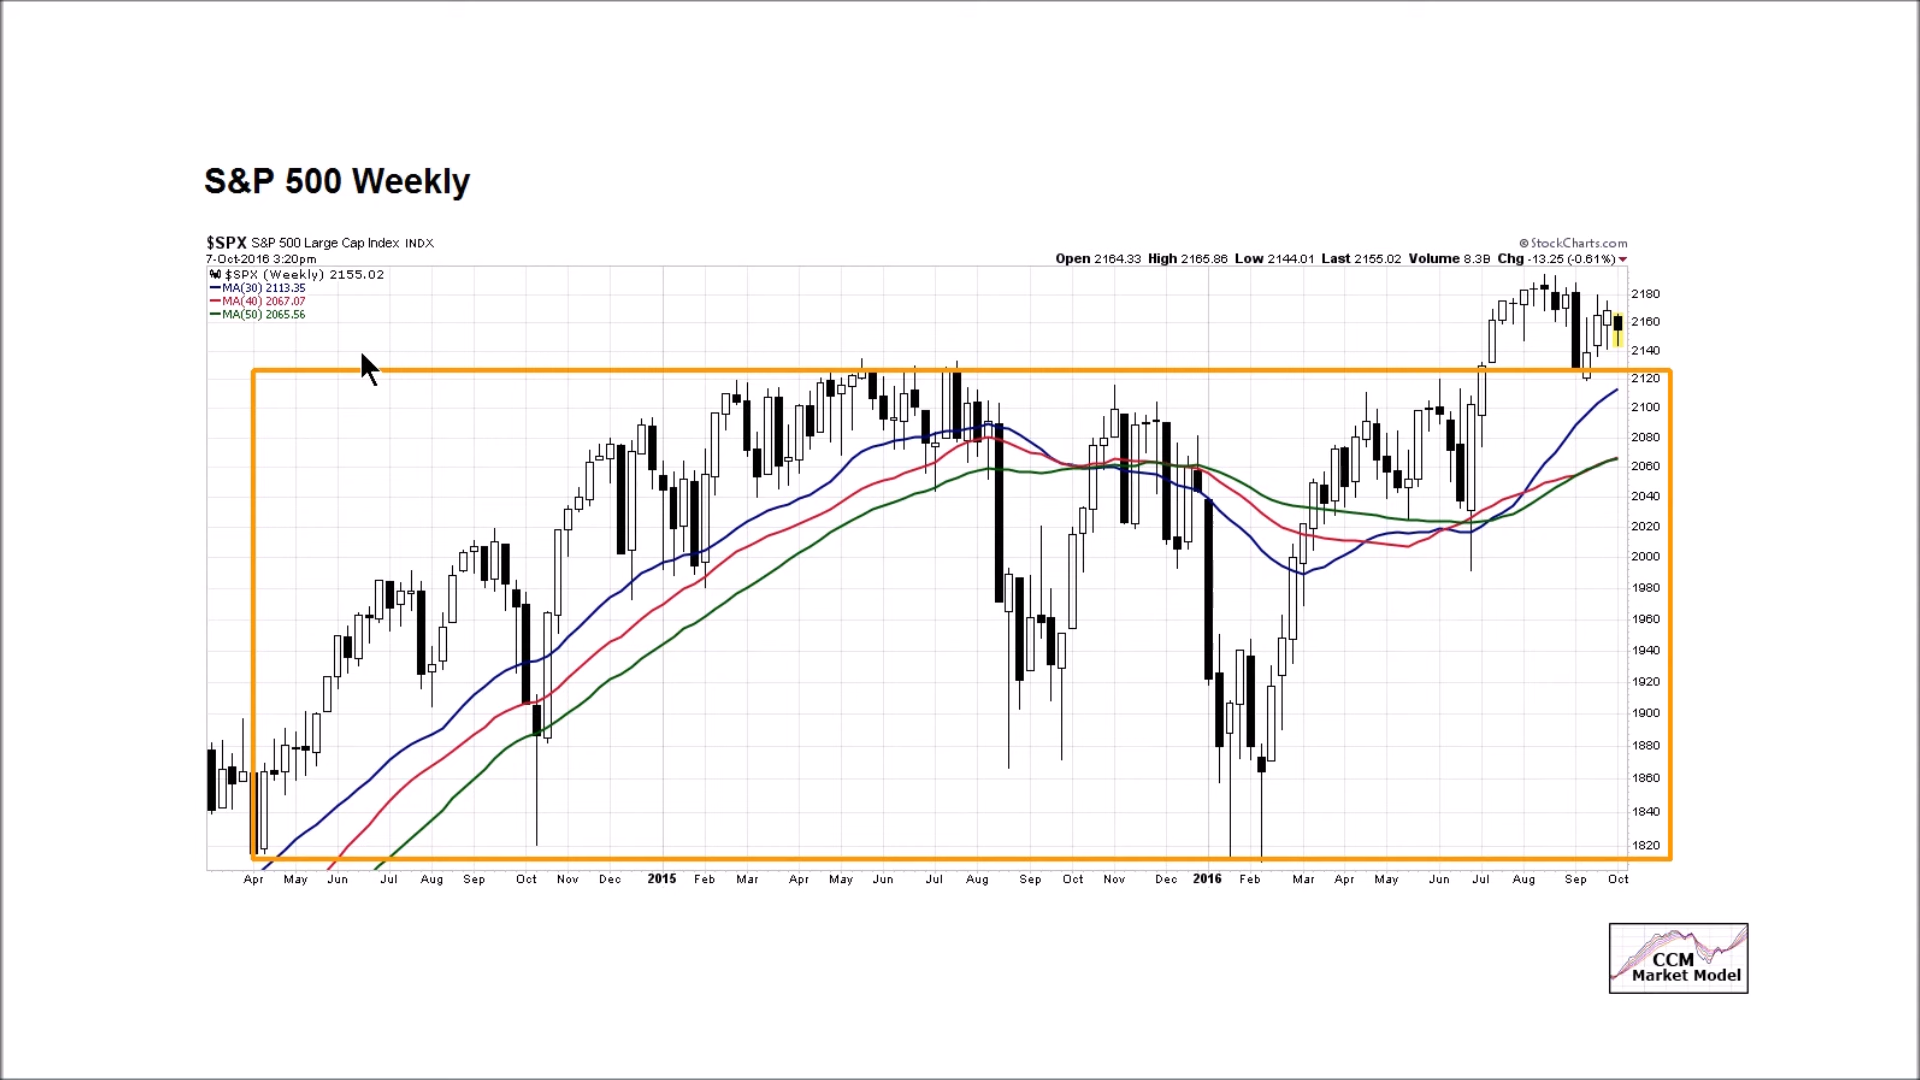 S&P 500 Weekly
$SPX S&P 500 Large Cap Index INDX
© StockCharts.com
7-Oct-2016 3:20pm
Open 2164.33 High 2165.86 Low 2144.01 Last 2155.02 Volume 8.3B Chg -13.25 (-0.61%)
$SPX (Weekly) 2155.02
MA(30) 2113.35
MA(40) 2067.07
MA(50) 2065.56
2180
2160
2140
2120
2100
2080
2060
2040
2020
2000
1980
1960
1940
1920
1900
1880
1860
1840
1820
Apr May Jun Jul Aug Sep Oct Nov Dec 2015 Feb Mar Apr May Jun Jul Aug Sep Oct Nov Dec 2016 Feb Mar Apr May Jun Jul Aug Sep Oct
CCM
Market Model